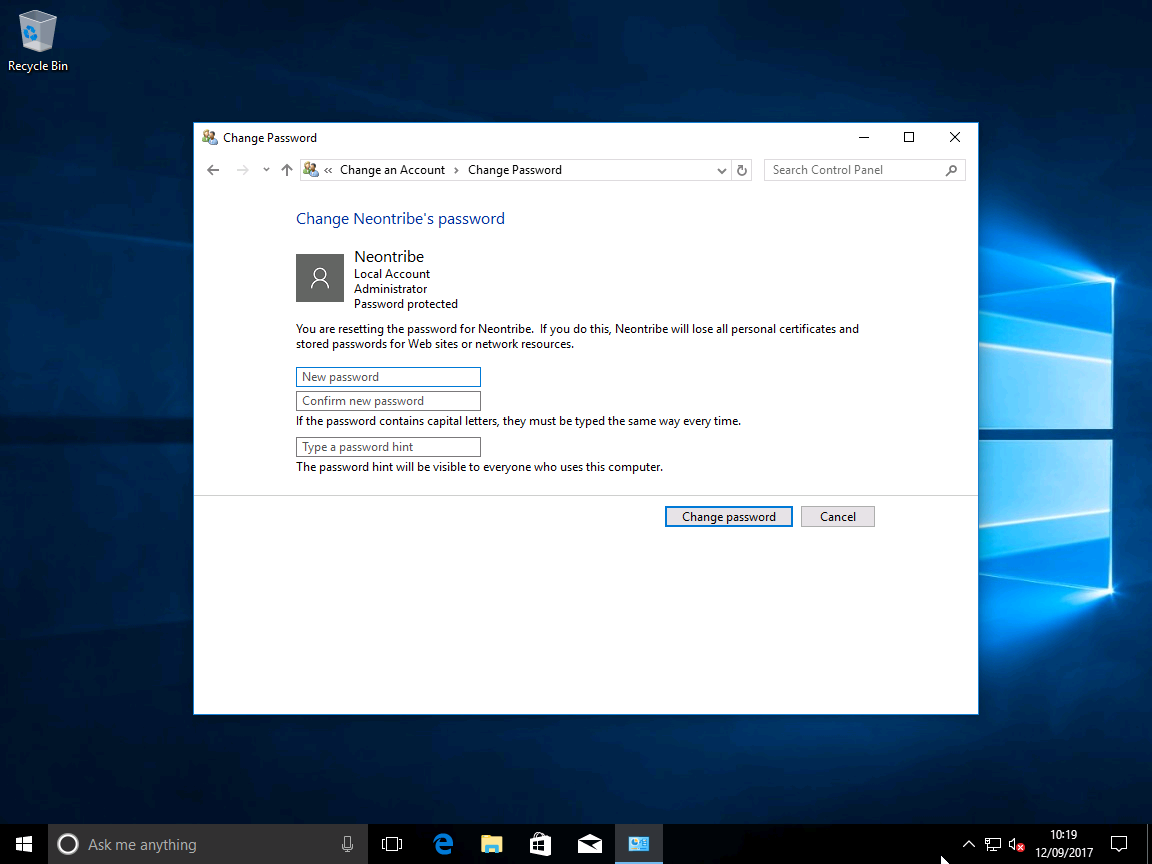 Recycle Bin
Change Password
« Change an Account › Change Password
Search Control Panel
Change Neontribe's password
Neontribe
Local Account
Administrator
Password protected
You are resetting the password for Neontribe.  If you do this, Neontribe will lose all personal certificates and
stored passwords for Web sites or network resources.
New password
Confirm new password
If the password contains capital letters, they must be typed the same way every time.
Type a password hint
The password hint will be visible to everyone who uses this computer.
Change password
Cancel
Ask me anything
10:19
12/09/2017